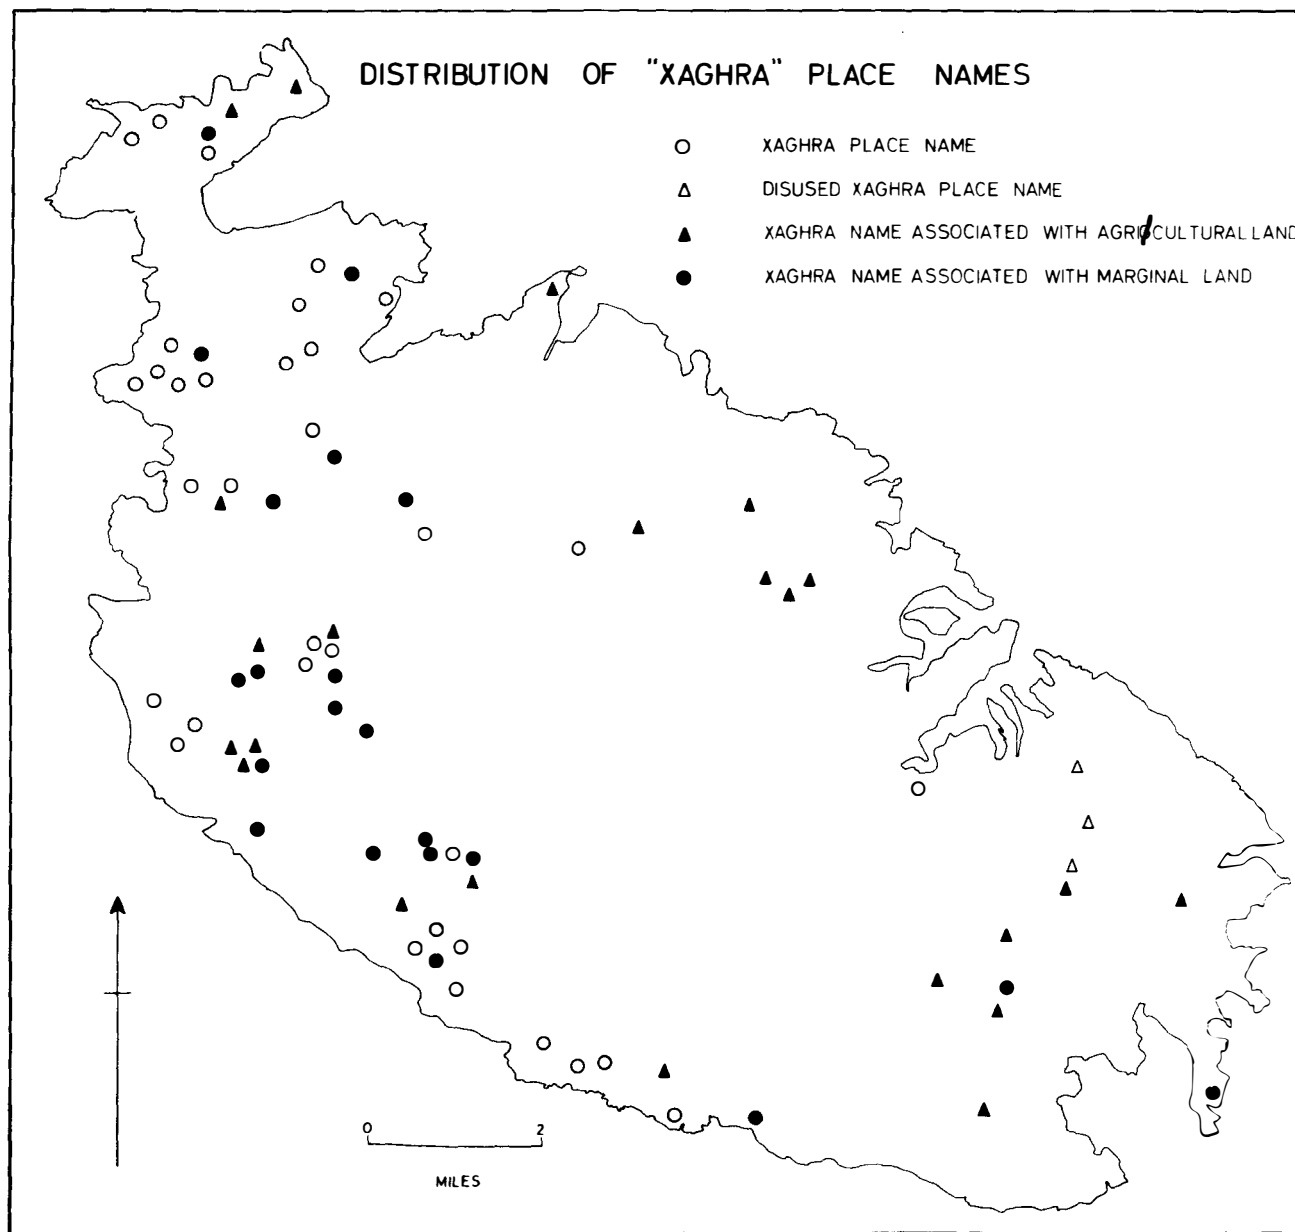 DISTRIBUTION OF "XAGHRA" PLACE NAMES
XAGHRA PLACE NAME
DISUSED XAGHRA PLACE NAME
XAGHRA NAME ASSOCIATED WITH AGRICULTURAL LAND
XAGHRA NAME ASSOCIATED WITH MARGINAL LAND
0 2
MILES